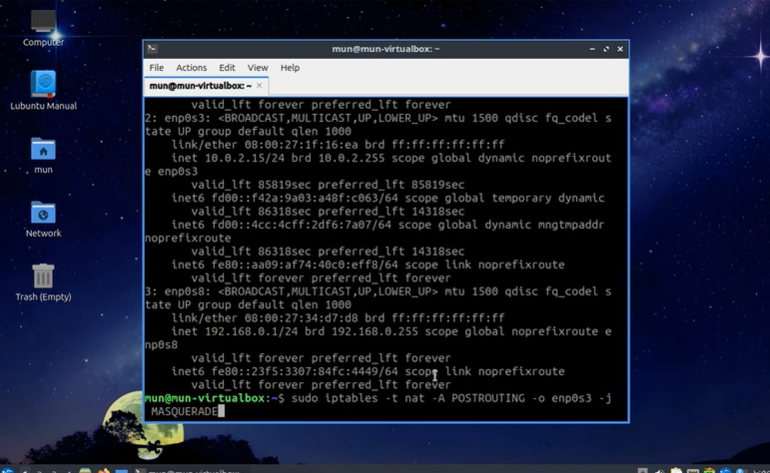 Computer
Lubuntu Manual
mun
Network
Trash (Empty)
mun@mun-virtualbox: ~
File Actions Edit View Help
mun@mun-virtualbox: ~ ×
valid_lft forever preferred_lft forever
2: enp0s3: <BROADCAST,MULTICAST,UP,LOWER_UP> mtu 1500 qdisc fq_codel s
tate UP group default qlen 1000
link/ether 08:00:27:1f:16:ea brd ff:ff:ff:ff:ff:ff
inet 10.0.2.15/24 brd 10.0.2.255 scope global dynamic noprefixrout
e enp0s3
valid_lft 85819sec preferred_lft 85819sec
inet6 fd00::f42a:9a03:a48f:c063/64 scope global temporary dynamic
valid_lft 86318sec preferred_lft 14318sec
inet6 fd00::4cc:4cff:2df6:7a07/64 scope global dynamic mngtmpaddr
noprefixroute
valid_lft 86318sec preferred_lft 14318sec
inet6 fe80::aa09:af74:40c0:eff8/64 scope link noprefixroute
valid_lft forever preferred_lft forever
3: enp0s8: <BROADCAST,MULTICAST,UP,LOWER_UP> mtu 1500 qdisc fq_codel s
tate UP group default qlen 1000
link/ether 08:00:27:34:d7:d8 brd ff:ff:ff:ff:ff:ff
inet 192.168.0.1/24 brd 192.168.0.255 scope global noprefixroute e
np0s8
valid_lft forever preferred_lft forever
inet6 fe80::23f5:3307:84fc:4449/64 scope link noprefixroute
valid_lft forever preferred_lft forever
mun@mun-virtualbox:~$ sudo iptables -t nat -A POSTROUTING -o enp0s3 -j
MASQUERADE